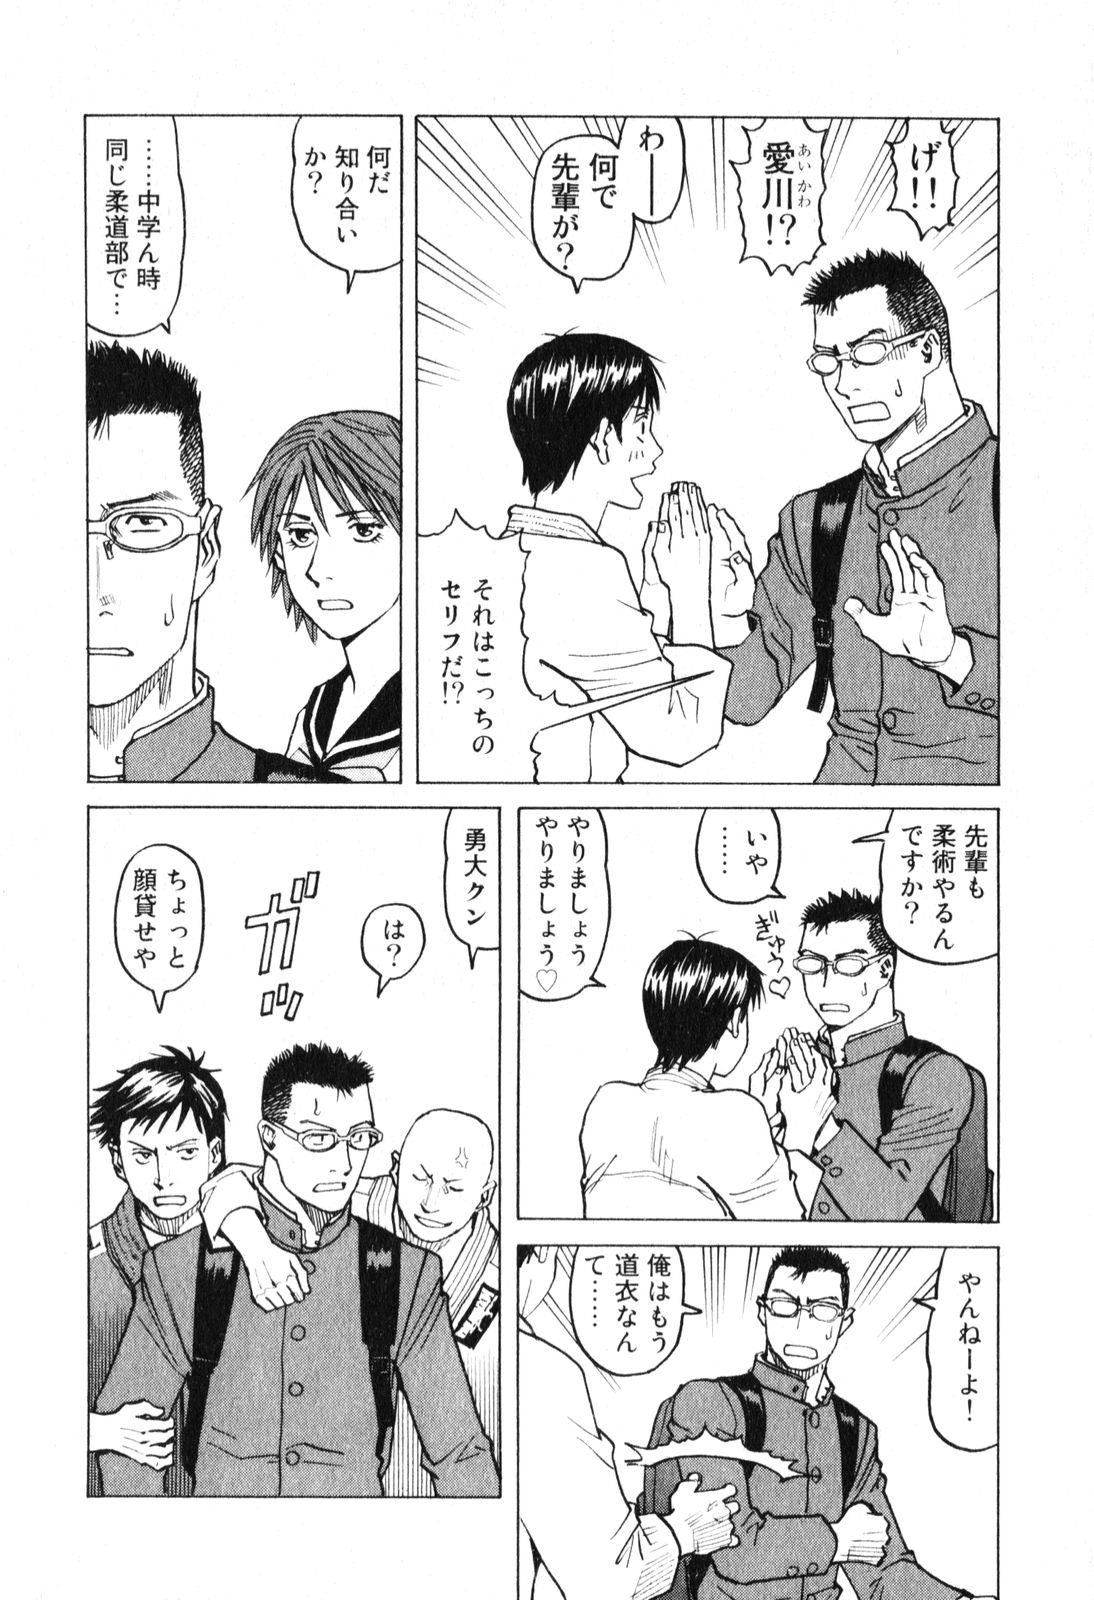 げ!!
愛川!?
あいかわ
わーー
何で
先輩が?
それはこっちの
セリフだ!?
何だ
知り合い
か?
……中学ん時
同じ柔道部で…
先輩も
柔術やるん
ですか?
いや
……
ぎゅうっ♡
やりましょう
やりましょう♡
やんねーよ!
俺はもう
道衣なん
て……
勇大クン
は?
ガッ
ちょっと
顔貸せや